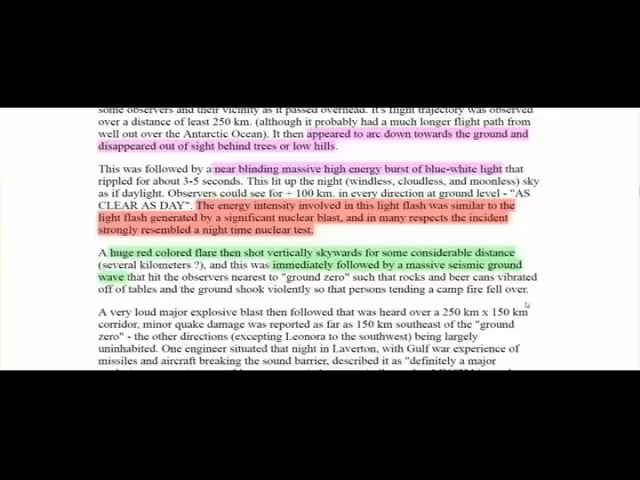 some observers and their vicinity as it passed overhead. It's flight trajectory was observed
over a distance of least 250 km. (although it probably had a much longer flight path from
well out over the Antarctic Ocean). It then appeared to arc down towards the ground and
disappeared out of sight behind trees or low hills.
This was followed by a near blinding massive high energy burst of blue-white light that
rippled for about 3-5 seconds. This lit up the night (windless, cloudless, and moonless) sky
as if daylight. Observers could see for + 100 km. in every direction at ground level - "AS
CLEAR AS DAY". The energy intensity involved in this light flash was similar to the
light flash generated by a significant nuclear blast, and in many respects the incident
strongly resembled a night time nuclear test.
A huge red colored flare then shot vertically skywards for some considerable distance
(several kilometers ?), and this was immediately followed by a massive seismic ground
wave that hit the observers nearest to "ground zero" such that rocks and beer cans vibrated
off of tables and the ground shook violently so that persons tending a camp fire fell over.
A very loud major explosive blast then followed that was heard over a 250 km x 150 km
corridor, minor quake damage was reported as far as 150 km southeast of the "ground
zero" - the other directions (excepting Leonora to the southwest) being largely
uninhabited. One engineer situated that night in Laverton, with Gulf war experience of
missiles and aircraft breaking the sound barrier, described it as "definitely a major